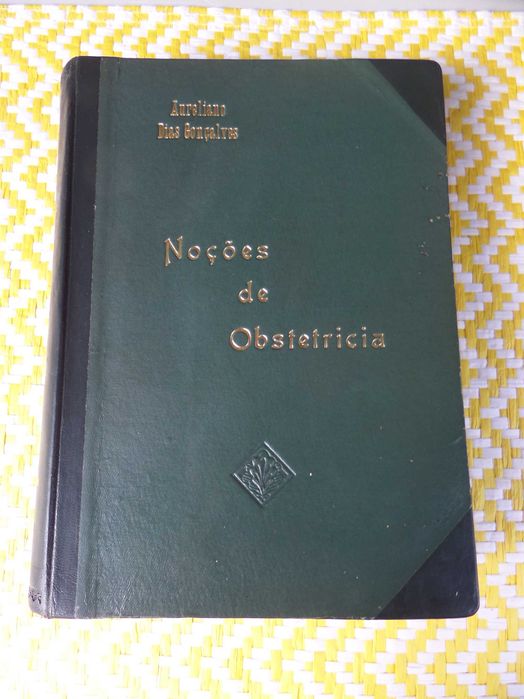 Aureliano
Dias Gonçalves
Noções
de
Obstetricia